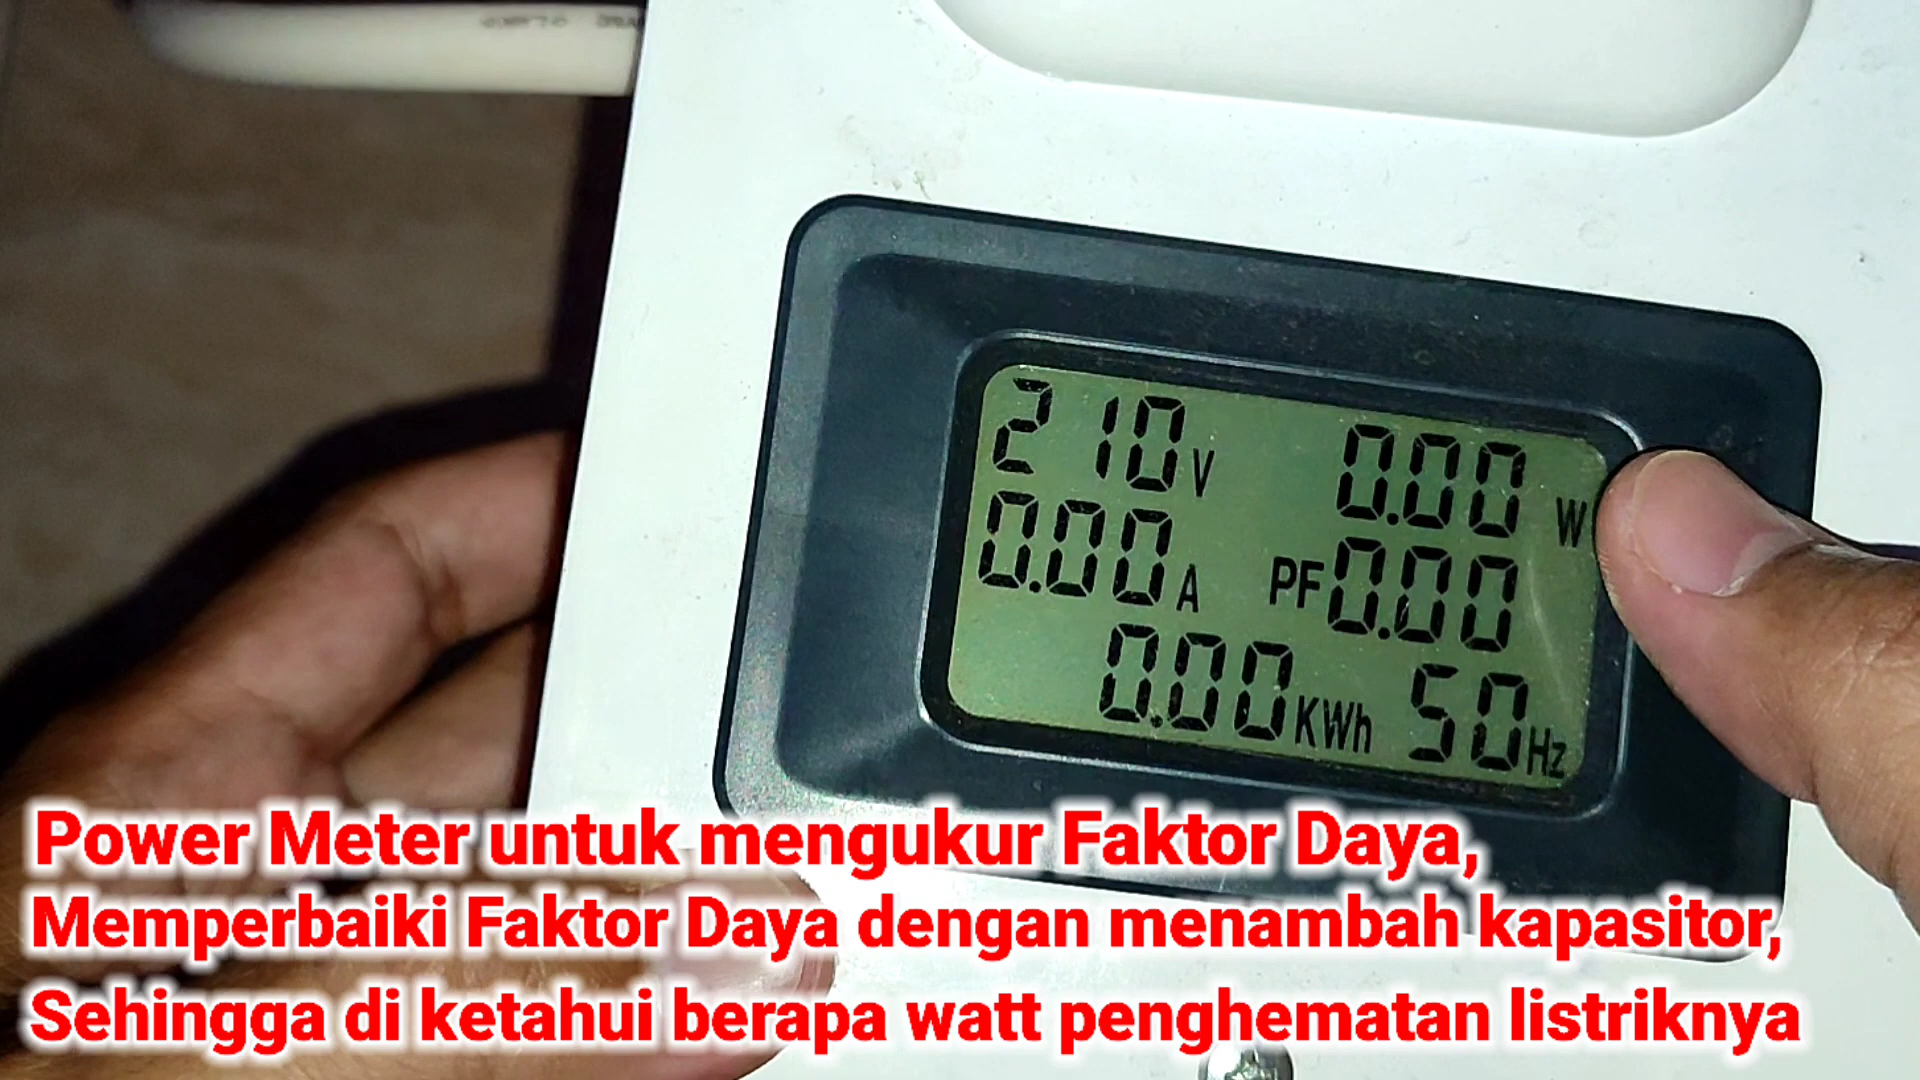 210V 0.00 W
0.00A PF0.00
0.00KWh 50Hz
Power Meter untuk mengukur Faktor Daya,
Memperbaiki Faktor Daya dengan menambah kapasitor,
Sehingga di ketahui berapa watt penghematan listriknya